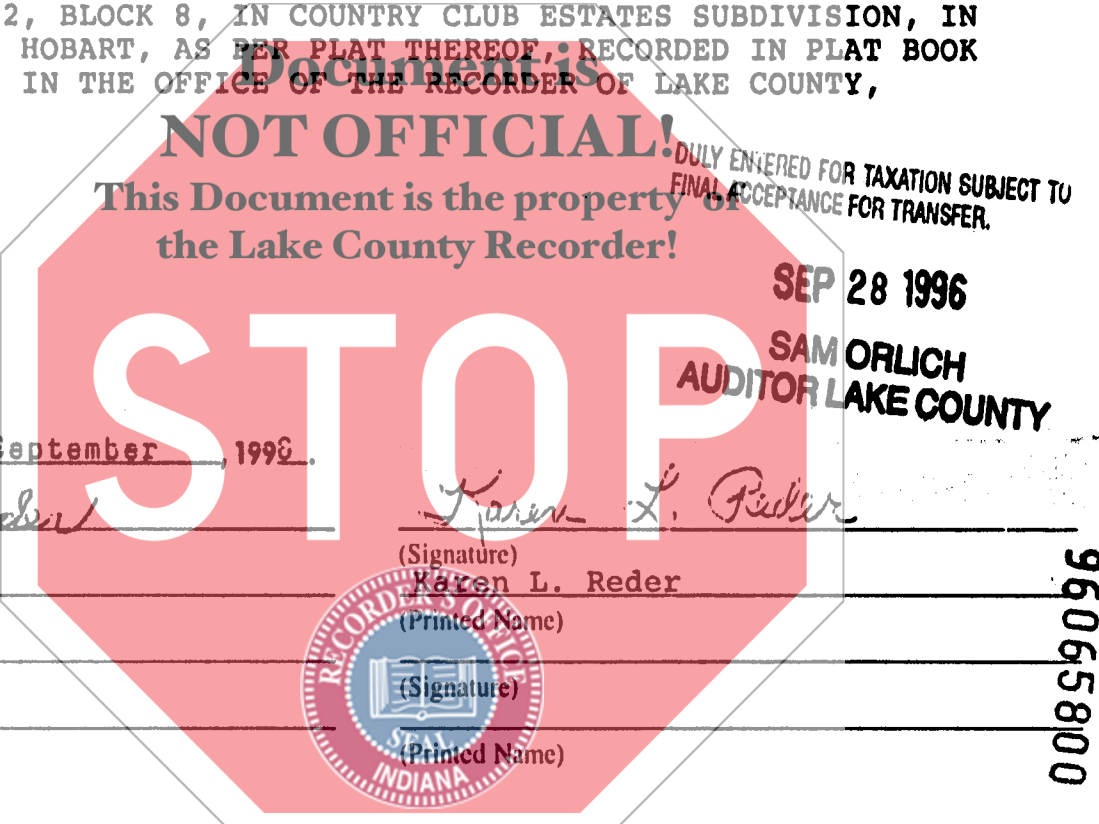 2, BLOCK 8, IN COUNTRY CLUB ESTATES SUBDIVISION, IN
HOBART, AS PER PLAT THEREOF, RECORDED IN PLAT BOOK
IN THE OFFICE OF THE RECORDER OF LAKE COUNTY,
Document is
NOT OFFICIAL!
This Document is the property of
the Lake County Recorder!
DULY ENTERED FOR TAXATION SUBJECT TO
FINAL ACCEPTANCE FOR TRANSFER.
SEP 28 1996
SAM ORLICH
AUDITOR LAKE COUNTY
STOP
September, 199
Karen L. Reder
(Signature)
Karen L. Reder
(Printed Name)
(Signature)
(Printed Name)
RECORDER'S OFFICE
SEAL
INDIANA
96065800